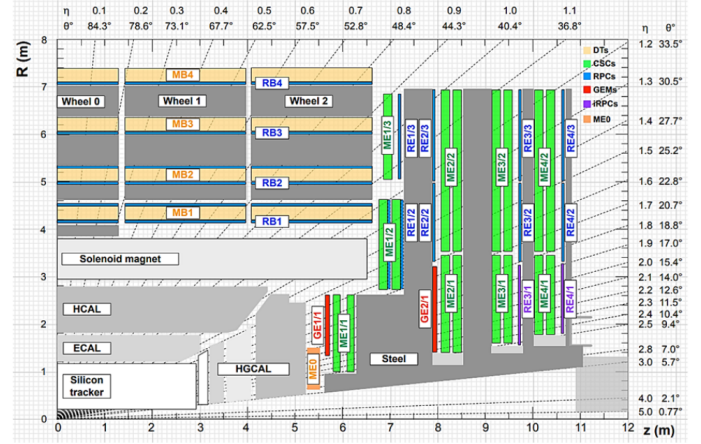 η 0.1 0.2 0.3 0.4 0.5 0.6 0.7 0.8 0.9 1.0 1.1
θ° 84.3° 78.6° 73.1° 67.7° 62.5° 57.5° 52.8° 48.4° 44.3° 40.4° 36.8° η θ°
R (m)
8
7
6
5
4
3
2
1
0
1.2 33.5°
1.3 30.5°
1.4 27.7°
1.5 25.2°
1.6 22.8°
1.7 20.7°
1.8 18.8°
1.9 17.0°
2.0 15.4°
2.1 14.0°
2.2 12.6°
2.3 11.5°
2.4 10.4°
2.5 9.4°
2.8 7.0°
3.0 5.7°
4.0 2.1°
5.0 0.77°
DTs
CSCs
RPCs
GEMs
iRPCs
ME0
MB4
RB4
Wheel 0 Wheel 1 Wheel 2
MB3
RB3
MB2
RB2
MB1
RB1
Solenoid magnet
HCAL
ECAL
Silicon
tracker
HGCAL
Steel
ME0
GE1/1
ME1/1
ME1/2
ME1/3
RE1/3
RE2/3
RE1/2
RE2/2
GE2/1
ME2/1
ME2/2
ME3/2
ME3/1
RE3/3
RE3/2
RE3/1
ME4/2
ME4/1
RE4/3
RE4/2
RE4/1
0 1 2 3 4 5 6 7 8 9 10 11 12
z (m)